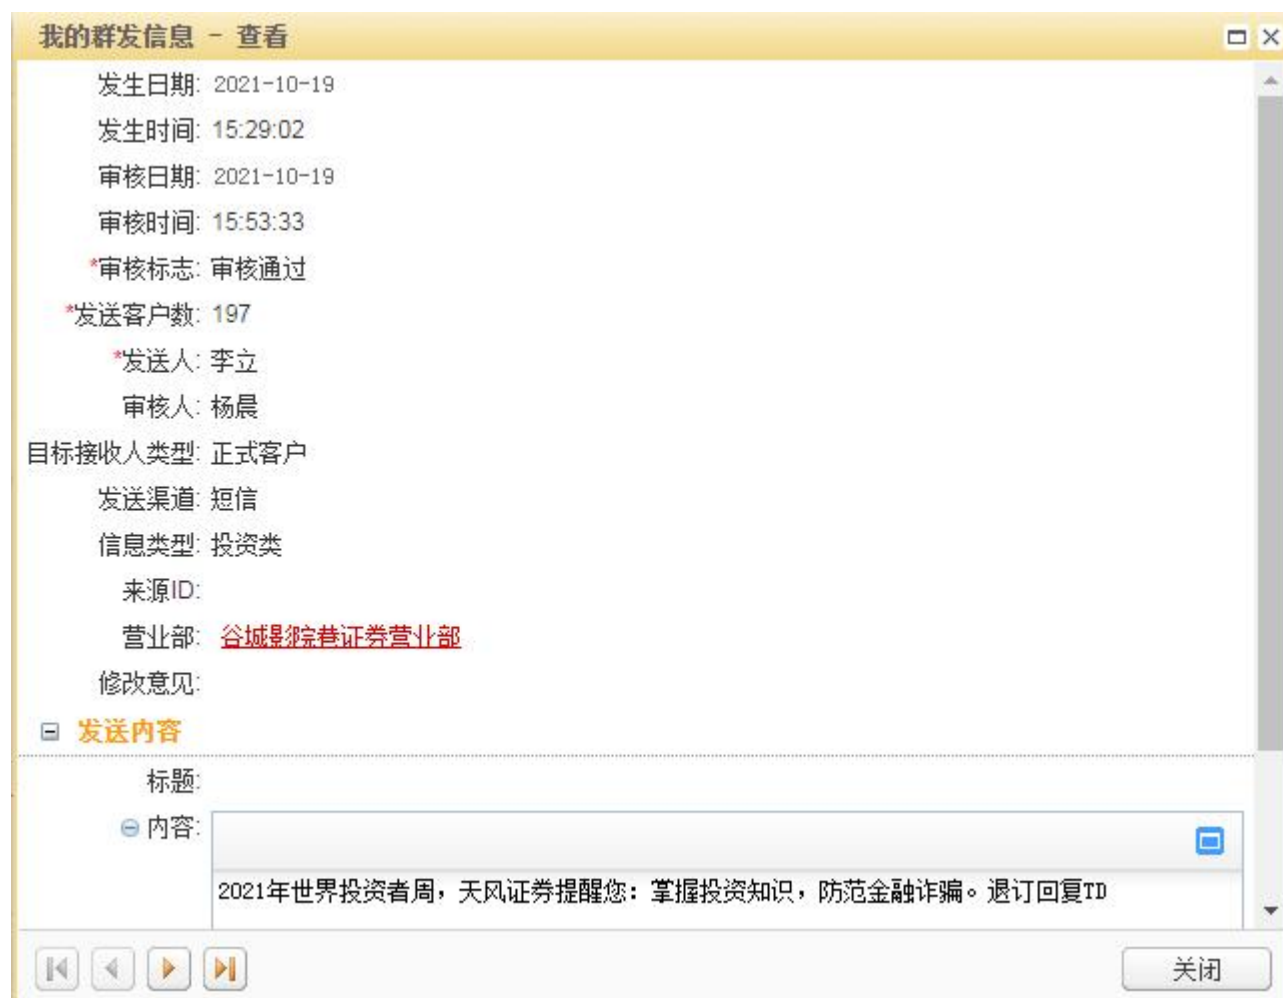 我的群发信息 - 查看
发生日期: 2021-10-19
发生时间: 15:29:02
审核日期: 2021-10-19
审核时间: 15:53:33
*审核标志: 审核通过
*发送客户数: 197
*发送人: 李立
审核人: 杨晨
目标接收人类型: 正式客户
发送渠道: 短信
信息类型: 投资类
来源ID:
营业部: 谷城影院巷证券营业部
修改意见:
发送内容
标题:
内容:
2021年世界投资者周，天风证券提醒您：掌握投资知识，防范金融诈骗。退订回复TD
关闭